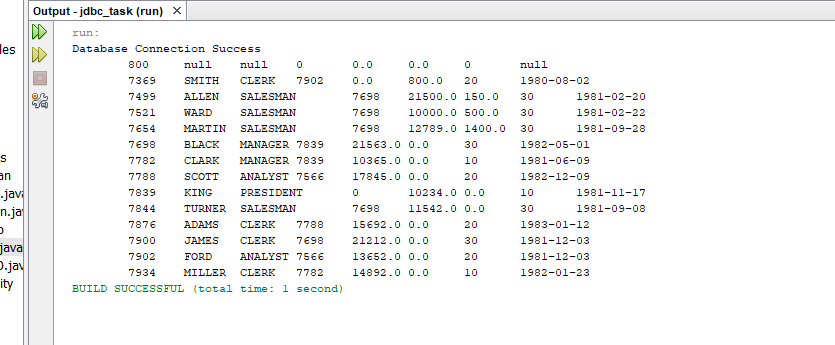 Output - jdbc_task (run) ×
les
run:
Database Connection Success
800 null null 0 0.0 0.0 0 null
7369 SMITH CLERK 7902 0.0 800.0 20 1980-08-02
7499 ALLEN SALESMAN 7698 21500.0 150.0 30 1981-02-20
7521 WARD SALESMAN 7698 10000.0 500.0 30 1981-02-22
7654 MARTIN SALESMAN 7698 12789.0 1400.0 30 1981-09-28
7698 BLACK MANAGER 7839 21563.0 0.0 30 1982-05-01
7782 CLARK MANAGER 7839 10365.0 0.0 10 1981-06-09
7788 SCOTT ANALYST 7566 17845.0 0.0 20 1982-12-09
7839 KING PRESIDENT 0 10234.0 0.0 10 1981-11-17
7844 TURNER SALESMAN 7698 11542.0 0.0 30 1981-09-08
7876 ADAMS CLERK 7788 15692.0 0.0 20 1983-01-12
7900 JAMES CLERK 7698 21212.0 0.0 30 1981-12-03
7902 FORD ANALYST 7566 13652.0 0.0 20 1981-12-03
7934 MILLER CLERK 7782 14892.0 0.0 10 1982-01-23
BUILD SUCCESSFUL (total time: 1 second)
s
an
.java
n.jav
o
java
D.jav
ity